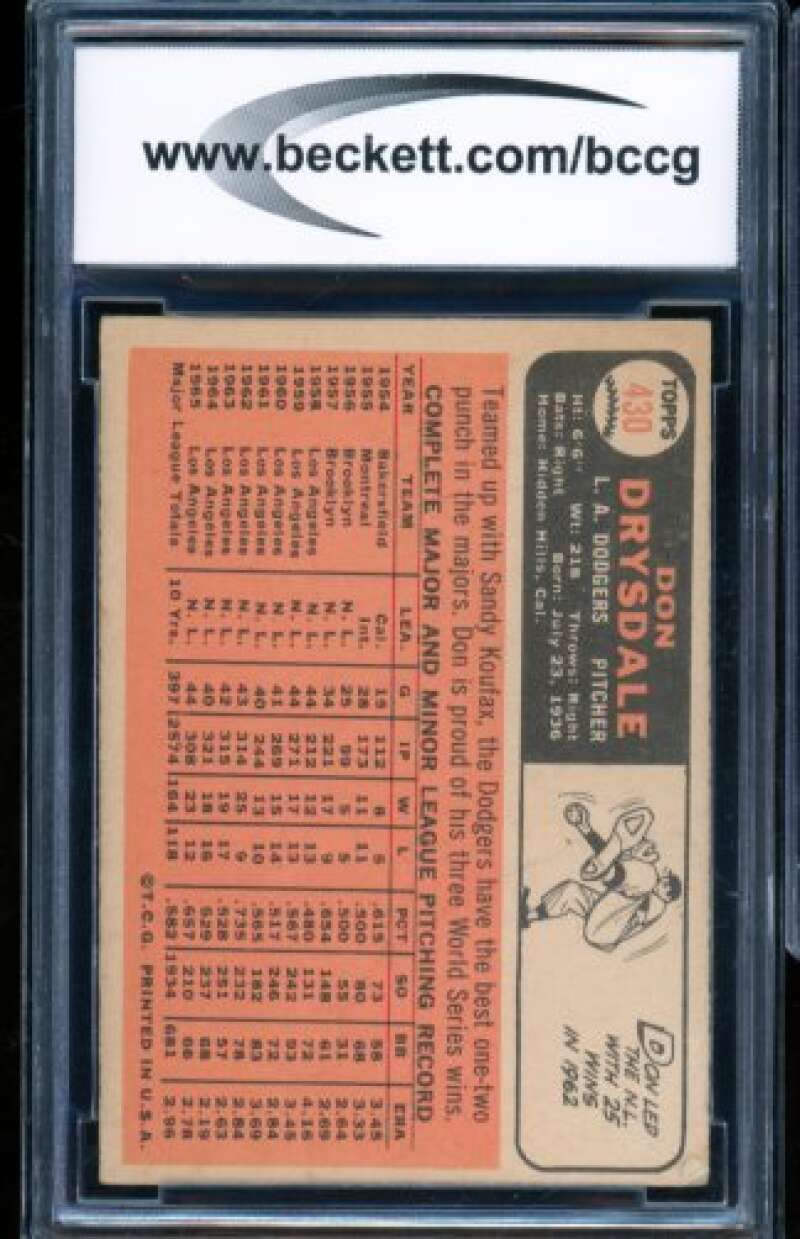 www.beckett.com/bccg
TOPPS
430
DON
DRYSDALE
L. A. DODGERS PITCHER
Ht: 6'6" Wt: 218 Throws: Right
Bats: Right Born: July 23, 1936
Home: Hidden Hills, Cal.
DON LED
THE N.L.
WITH 25
WINS
IN 1962
Teamed up with Sandy Koufax, the Dodgers have the best one-two
punch in the majors. Don is proud of his three World Series wins.
COMPLETE MAJOR AND MINOR LEAGUE PITCHING RECORD
YEAR TEAM LEA. G IP W L PCT SO BB ERA
1954 Bakersfield Cal. 15 112 8 5 .615 73 58 3.45
1955 Montreal Int. 28 173 11 11 .500 80 68 3.33
1956 Brooklyn N. L. 25 99 5 5 .500 55 31 2.64
1957 Brooklyn N. L. 34 221 17 9 .654 148 61 2.69
1958 Los Angeles N. L. 44 212 12 13 .480 131 72 4.16
1959 Los Angeles N. L. 44 271 17 13 .567 242 93 3.45
1960 Los Angeles N. L. 41 269 15 14 .517 246 72 2.84
1961 Los Angeles N. L. 40 244 13 10 .565 182 83 3.69
1962 Los Angeles N. L. 43 314 25 9 .735 232 78 2.84
1963 Los Angeles N. L. 42 315 19 17 .528 251 57 2.63
1964 Los Angeles N. L. 40 321 18 16 .529 237 68 2.19
1965 Los Angeles N. L. 44 308 23 12 .657 210 66 2.78
Major League Totals 10 Yrs. 397 2574 164 118 .582 1934 681 2.96
©T.C.G. PRINTED IN U.S.A.